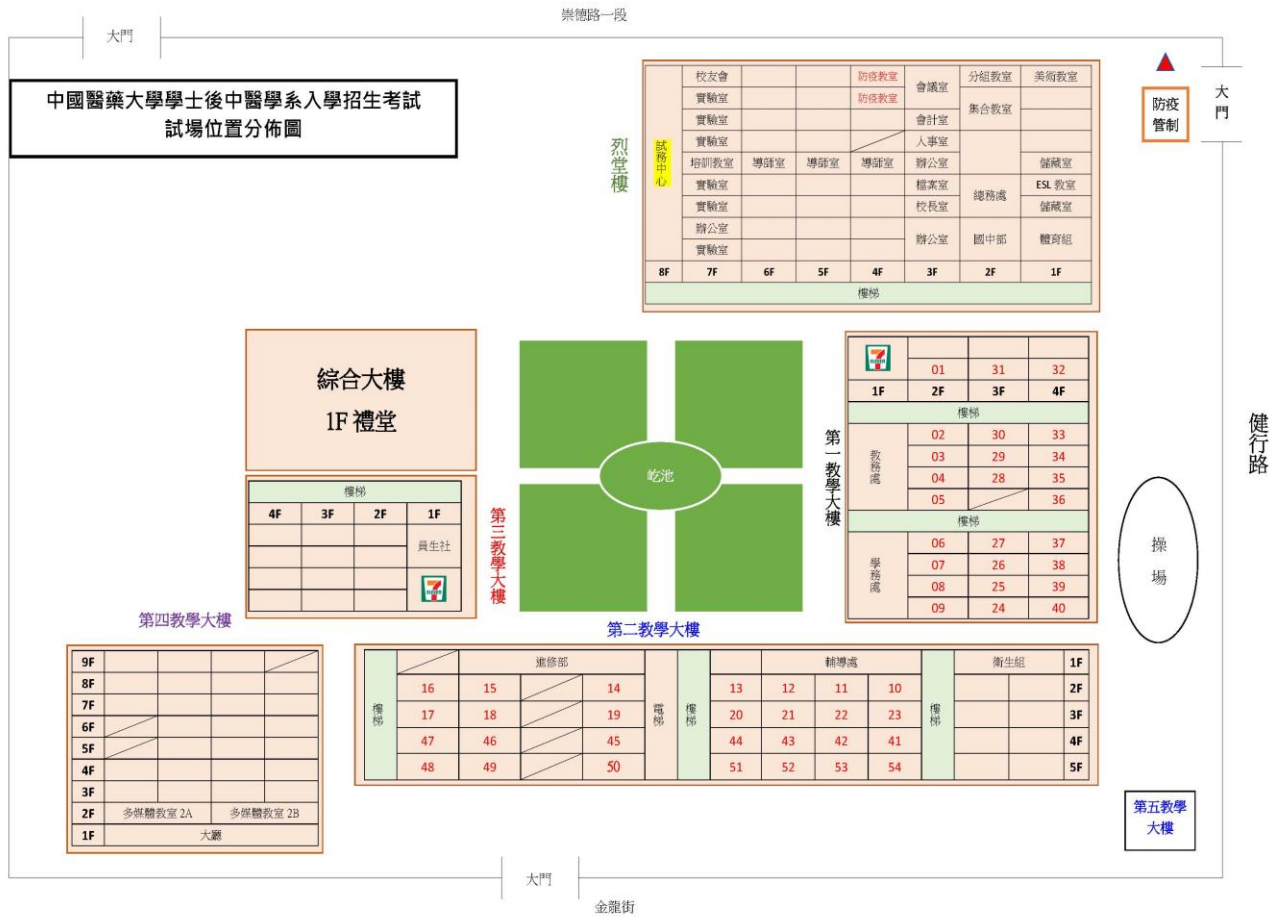 崇德路一段
大門
中國醫藥大學學士後中醫學系入學招生考試
試場位置分佈圖
防疫
管制
大門
烈堂樓
試務中心
校友會 防疫教室 會議室 分組教室 美術教室
實驗室 防疫教室 集合教室
實驗室 會計室
實驗室 人事室
培訓教室 導師室 導師室 導師室 辦公室 儲藏室
實驗室 檔案室 總務處 ESL 教室
實驗室 校長室 儲藏室
辦公室 辦公室 國中部 體育組
實驗室
8F 7F 6F 5F 4F 3F 2F 1F
樓梯
綜合大樓
1F 禮堂
屹池
第一教學大樓
7 ELEVEN 01 31 32
1F 2F 3F 4F
樓梯
教務處
02 30 33
03 29 34
04 28 35
05 36
樓梯
學務處
06 27 37
07 26 38
08 25 39
09 24 40
健行路
操場
樓梯
4F 3F 2F 1F
員生社
7 ELEVEN
第三教學大樓
第四教學大樓
9F
8F
7F
6F
5F
4F
3F
2F 多媒體教室 2A 多媒體教室 2B
1F 大廳
第二教學大樓
樓梯 進修部 電梯 樓梯 輔導處 樓梯 衛生組 1F
16 15 14 13 12 11 10 2F
17 18 19 20 21 22 23 3F
47 46 45 44 43 42 41 4F
48 49 50 51 52 53 54 5F
第五教學
大樓
大門
金龍街